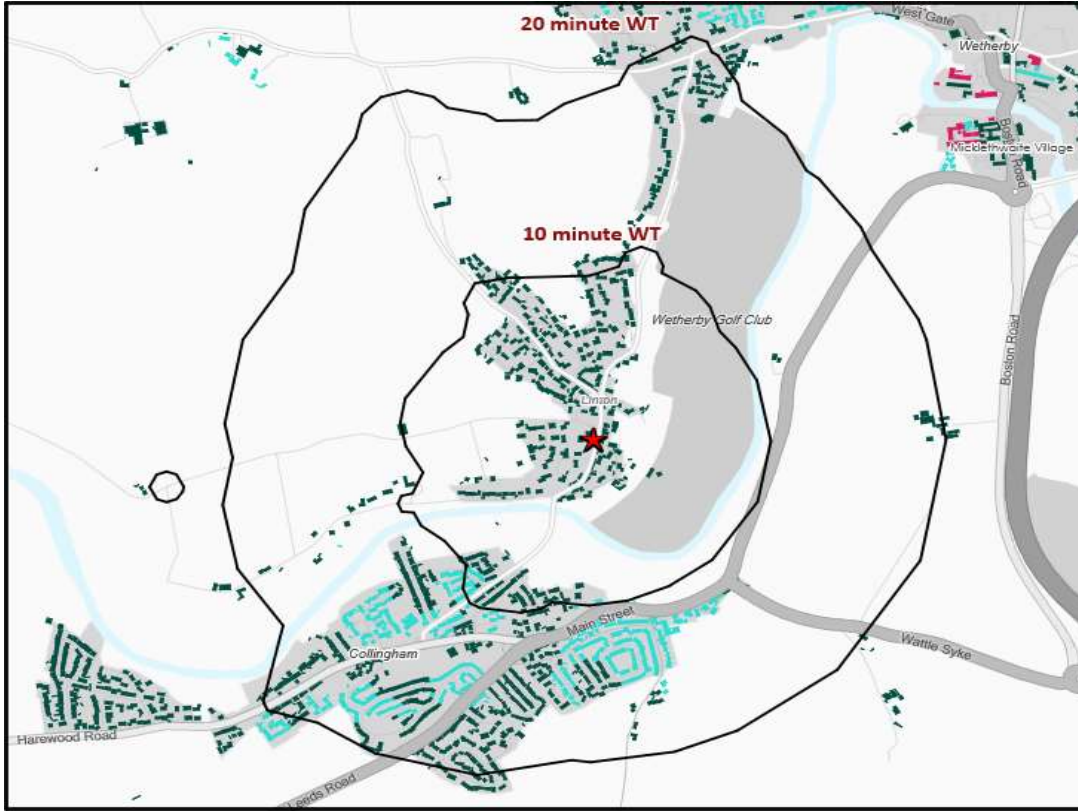 20 minute WT
West Gate
Wetherby
Micklethwaite Village
Boston Road
10 minute WT
Wetherby Golf Club
Boston Road
Linton
Main Street
Wattle Syke
Collingham
Harewood Road
Leeds Road